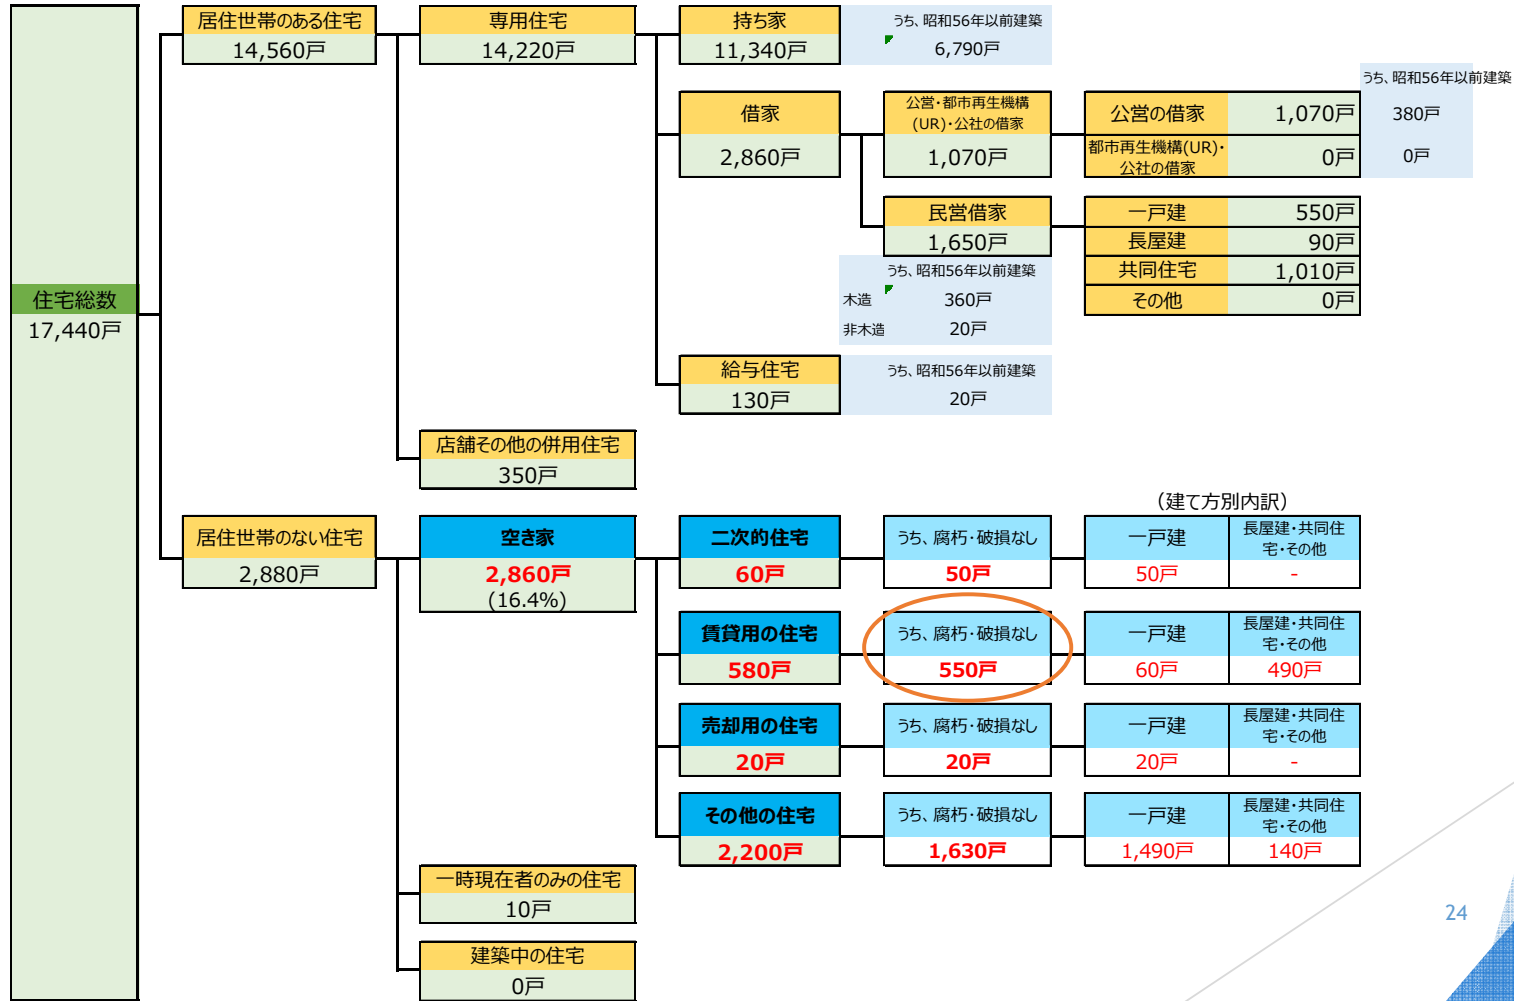 住宅総数
17,440戸
居住世帯のある住宅
14,560戸
専用住宅
14,220戸
持ち家
11,340戸
うち、昭和56年以前建築
6,790戸
借家
2,860戸
公営・都市再生機構
(UR)・公社の借家
1,070戸
うち、昭和56年以前建築
公営の借家 1,070戸 380戸
都市再生機構(UR)・
公社の借家
0戸 0戸
民営借家
1,650戸
うち、昭和56年以前建築
木造 360戸
非木造 20戸
一戸建 550戸
長屋建 90戸
共同住宅 1,010戸
その他 0戸
給与住宅
130戸
うち、昭和56年以前建築
20戸
店舗その他の併用住宅
350戸
居住世帯のない住宅
2,880戸
空き家
2,860戸
(16.4%)
(建て方別内訳)
二次的住宅
60戸
うち、腐朽・破損なし
50戸
一戸建
50戸
長屋建・共同住
宅・その他
-
賃貸用の住宅
580戸
うち、腐朽・破損なし
550戸
一戸建
60戸
長屋建・共同住
宅・その他
490戸
売却用の住宅
20戸
うち、腐朽・破損なし
20戸
一戸建
20戸
長屋建・共同住
宅・その他
-
その他の住宅
2,200戸
うち、腐朽・破損なし
1,630戸
一戸建
1,490戸
長屋建・共同住
宅・その他
140戸
一時現在者のみの住宅
10戸
建築中の住宅
0戸
24